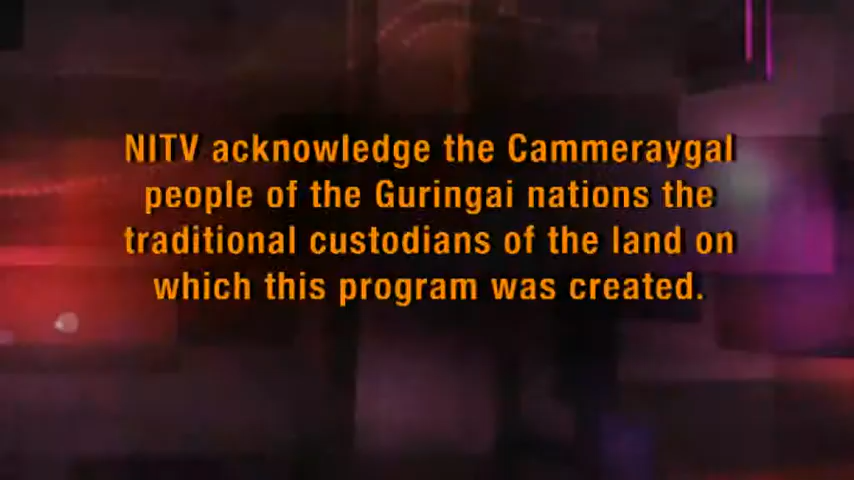 NITV acknowledge the Cammeraygal
people of the Guringai nations the
traditional custodians of the land on
which this program was created.